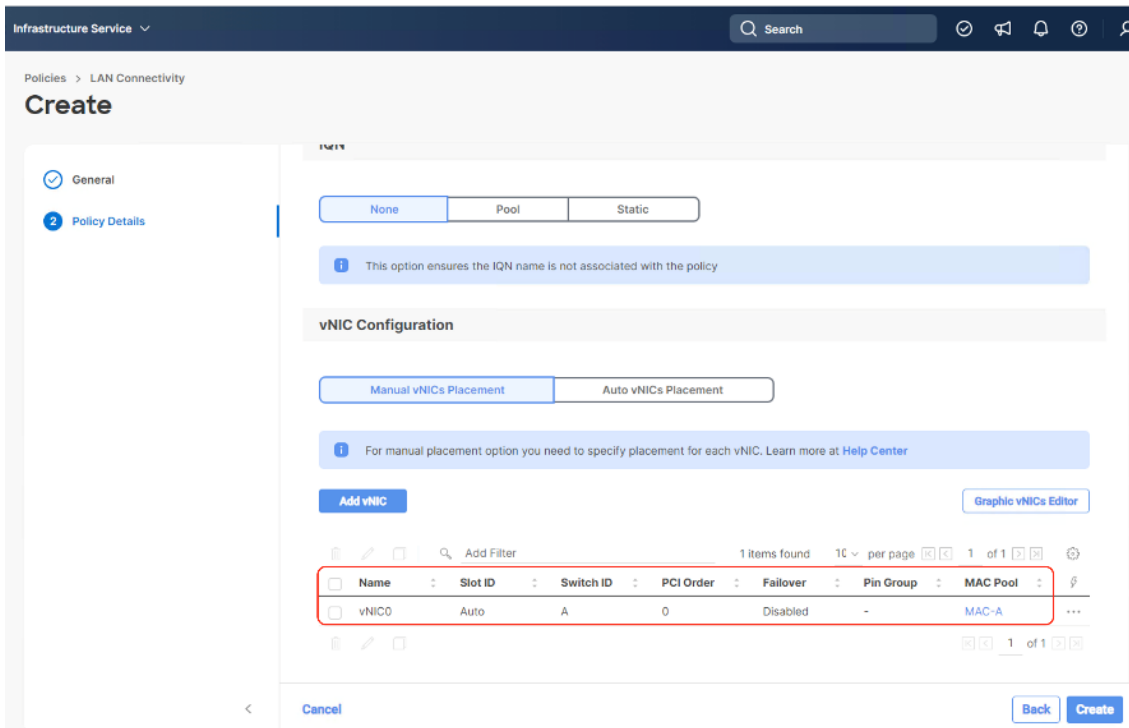 Infrastructure Service
Search
Policies > LAN Connectivity
Create
General
2 Policy Details
IQN
None Pool Static
This option ensures the IQN name is not associated with the policy
vNIC Configuration
Manual vNICs Placement Auto vNICs Placement
For manual placement option you need to specify placement for each vNIC. Learn more at Help Center
Add vNIC Graphic vNICs Editor
Add Filter 1 items found 10 per page 1 of 1
Name Slot ID Switch ID PCI Order Failover Pin Group MAC Pool
vNIC0 Auto A 0 Disabled - MAC-A ...
1 of 1
< Cancel Back Create